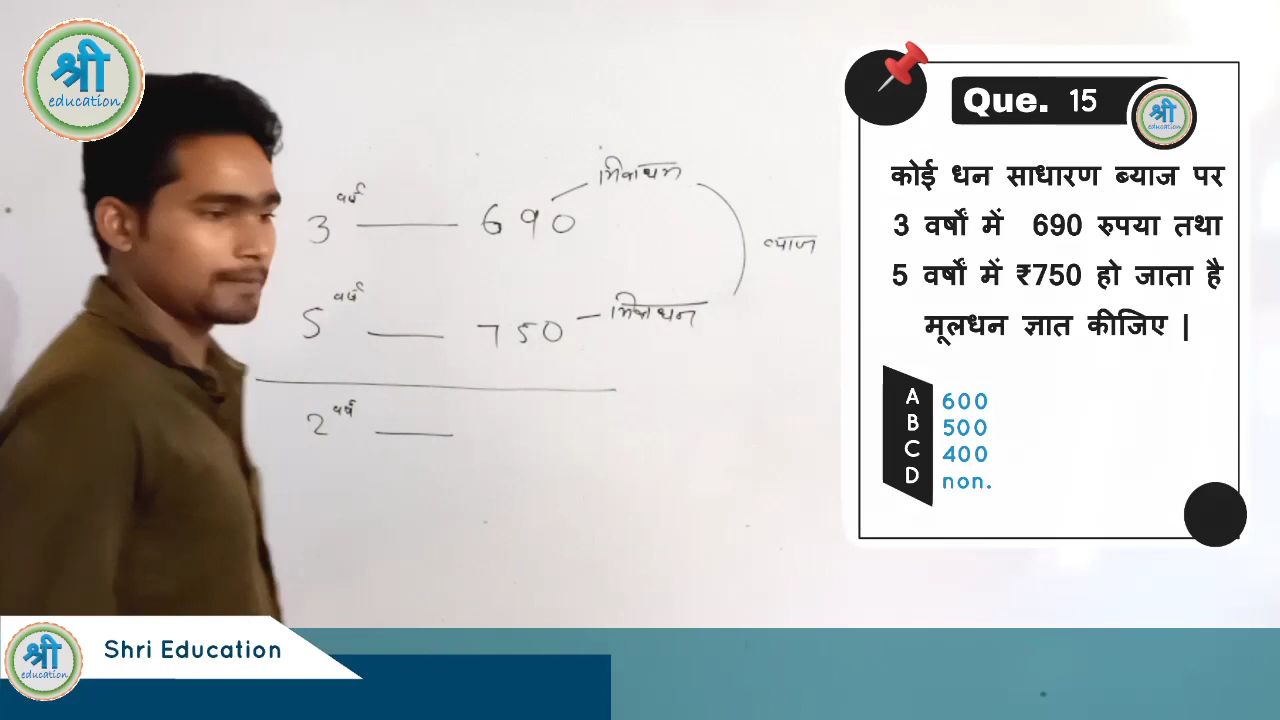 श्री
education
Que. 15
श्री
education
कोई धन साधारण ब्याज पर
3 वर्षों में 690 रुपया तथा
5 वर्षों में ₹750 हो जाता है
मूलधन ज्ञात कीजिए |
A 600
B 500
C 400
D non.
3 वर्ष — 690 मिश्रधन
ब्याज
5 वर्ष — 750 — मिश्रधन
2 वर्ष —
श्री
education
Shri Education